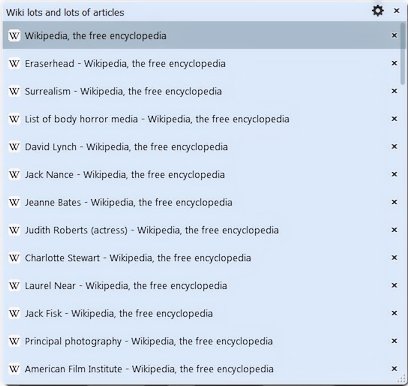 Wiki lots and lots of articles
W Wikipedia, the free encyclopedia
W Eraserhead - Wikipedia, the free encyclopedia
W Surrealism - Wikipedia, the free encyclopedia
W List of body horror media - Wikipedia, the free encyclopedia
W David Lynch - Wikipedia, the free encyclopedia
W Jack Nance - Wikipedia, the free encyclopedia
W Jeanne Bates - Wikipedia, the free encyclopedia
W Judith Roberts (actress) - Wikipedia, the free encyclopedia
W Charlotte Stewart - Wikipedia, the free encyclopedia
W Laurel Near - Wikipedia, the free encyclopedia
W Jack Fisk - Wikipedia, the free encyclopedia
W Principal photography - Wikipedia, the free encyclopedia
W American Film Institute - Wikipedia, the free encyclopedia